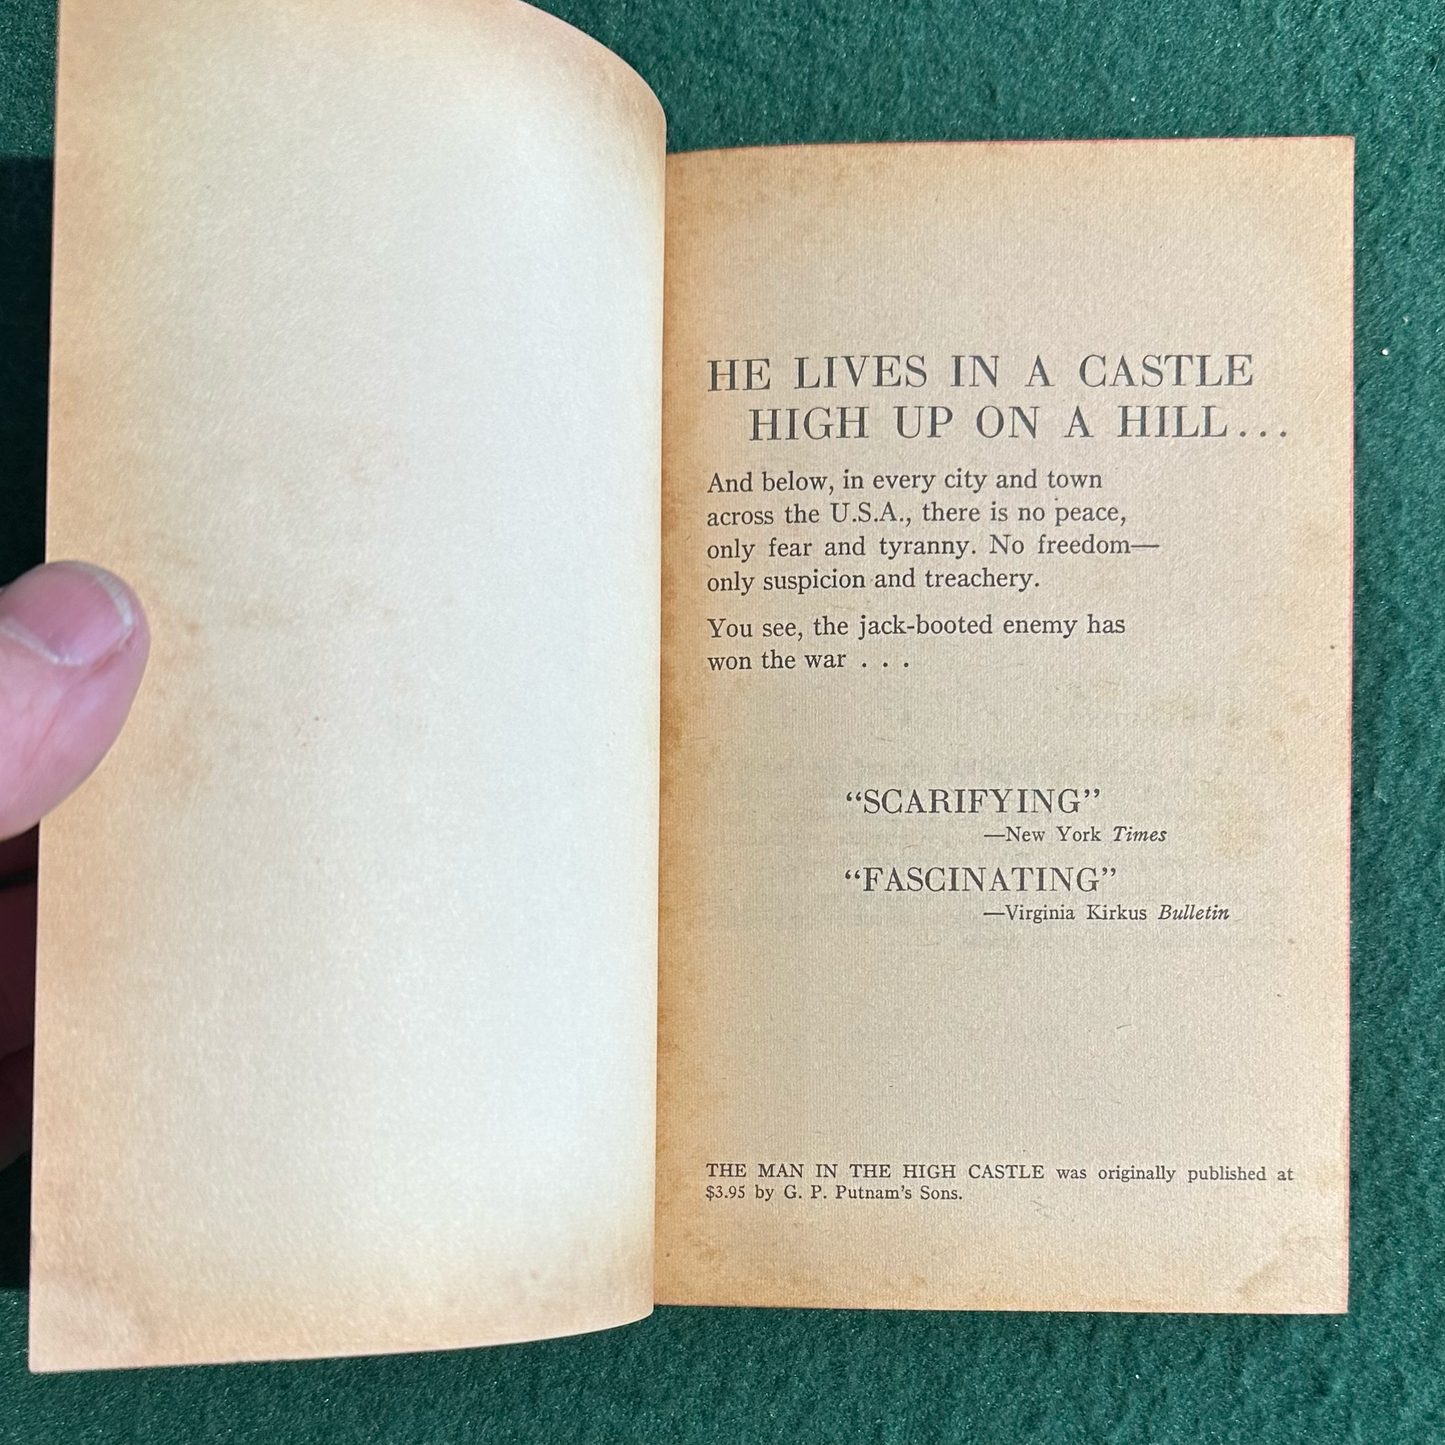 HE LIVES IN A CASTLE
HIGH UP ON A HILL...
And below, in every city and town
across the U.S.A., there is no peace,
only fear and tyranny. No freedom—
only suspicion and treachery.
You see, the jack-booted enemy has
won the war . . .
“SCARIFYING”
—New York Times
“FASCINATING”
—Virginia Kirkus Bulletin
THE MAN IN THE HIGH CASTLE was originally published at
$3.95 by G. P. Putnam's Sons.